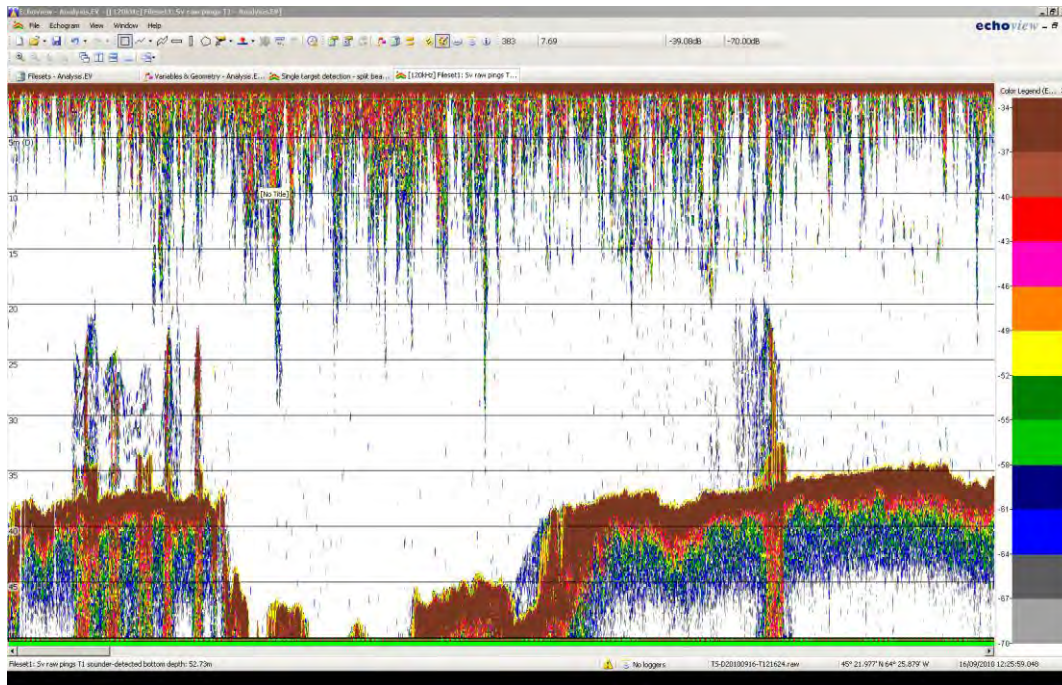 Echoview - Analysis.EV - [[120kHz] Fileset1: Sv raw pings T1 - Analysis.EV]
File Echogram View Window Help
echoview
383 7.69 -39.08dB -70.00dB
Filesets - Analysis.EV Variables & Geometry - Analysis.E... Single target detection - split bea... [120kHz] Fileset1: Sv raw pings T...
Color Legend (E...
-34
-37
5m (D)
[No Title]
10
-40
15
-43
-46
20
-49
25
-52
30
-55
35
-58
-61
40
-64
45
-67
-70
Fileset1: Sv raw pings T1 sounder-detected bottom depth: 52.73m No loggers T5-D20100916-T121624.raw 45° 21.977' N 64° 25.879' W 16/09/2010 12:25:59.048